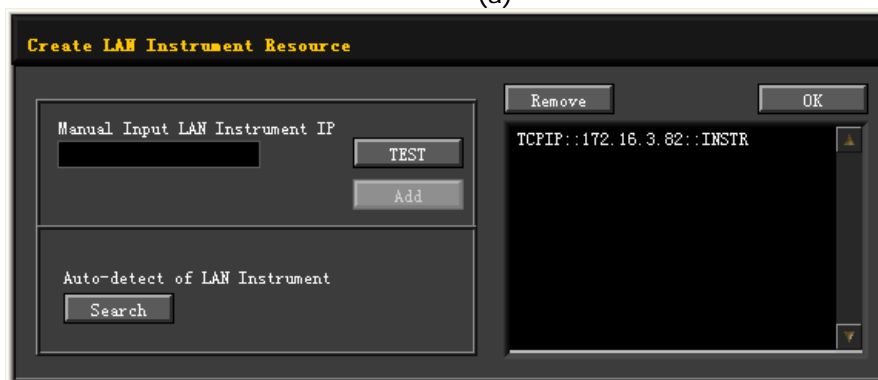 (a)
Create LAN Instrument Resource
Manual Input LAN Instrument IP
TEST
Add
Auto-detect of LAN Instrument
Search
Remove
OK
TCPIP::172.16.3.82::INSTR